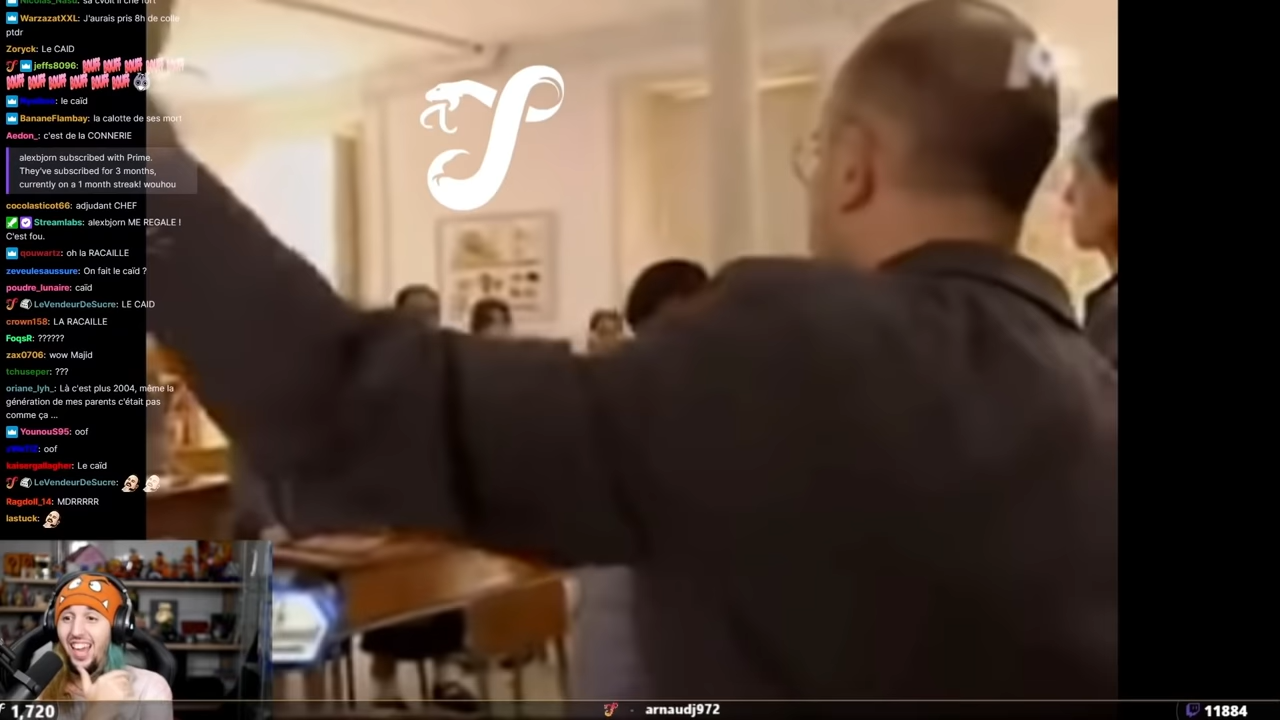 WarzazatXXL: J'aurais pris 8h de colle
ptdr
Zoryck: Le CAID
jeffs8096:
: le caïd
BananeFlambay: la calotte de ses mort
Aedon_: c'est de la CONNERIE
alexbjorn subscribed with Prime.
They've subscribed for 3 months,
currently on a 1 month streak! wouhou
cocolasticot66: adjudant CHEF
Streamlabs: alexbjorn ME REGALE !
C'est fou.
qouwartz: oh la RACAILLE
zeveulesaussure: On fait le caïd ?
poudre_lunaire: caïd
LeVendeurDeSucre: LE CAID
crown158: LA RACAILLE
FoqsR: ??????
zax0706: wow Majid
tchuseper: ???
oriane_lyh_: Là c'est plus 2004, même la
génération de mes parents c'était pas
comme ça ...
YounouS95: oof
: oof
kaisergallagher: Le caïd
LeVendeurDeSucre:
Ragdoll_14: MDRRRRR
lastuck:
1,720
- arnaudj972
11884